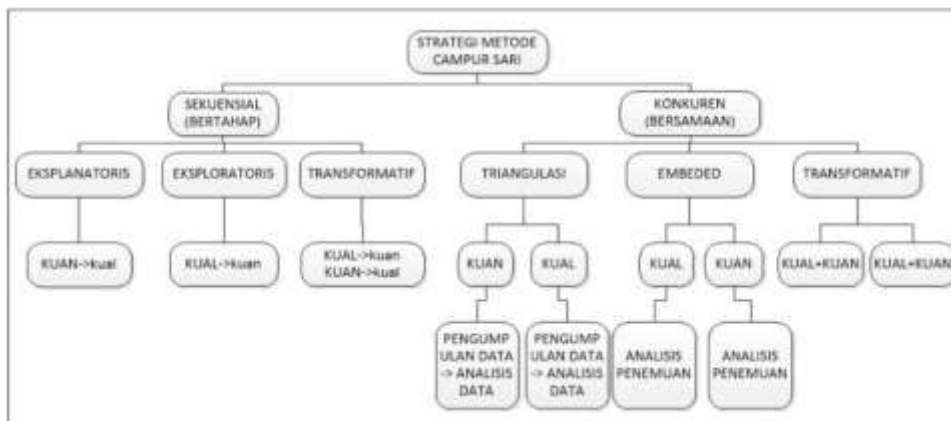 STRATEGI METODE
CAMPUR SARI
SEKUENSIAL
(BERTAHAP)
KONKUREN
(BERSAMAAN)
EKSPLANATORIS
EKSPLORATORIS
TRANSFORMATIF
TRIANGULASI
EMBEDED
TRANSFORMATIF
KUAN->kual
KUAL->kuan
KUAL->kuan
KUAN->kual
KUAN
KUAL
KUAL
KUAN
KUAL+KUAN
KUAL+KUAN
PENGUMP
ULAN DATA
-> ANALISIS
DATA
PENGUMP
ULAN DATA
-> ANALISIS
DATA
ANALISIS
PENEMUAN
ANALISIS
PENEMUAN